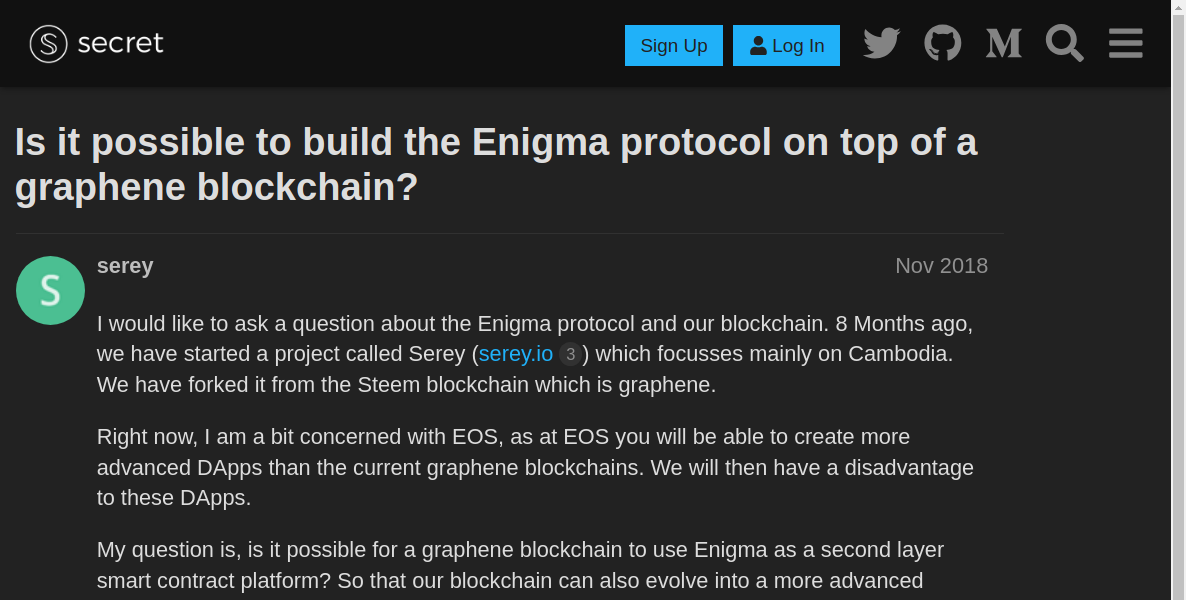 secret
Sign Up
Log In
Is it possible to build the Enigma protocol on top of a
graphene blockchain?
S
serey
Nov 2018
I would like to ask a question about the Enigma protocol and our blockchain. 8 Months ago,
we have started a project called Serey (serey.io 3) which focusses mainly on Cambodia.
We have forked it from the Steem blockchain which is graphene.
Right now, I am a bit concerned with EOS, as at EOS you will be able to create more
advanced DApps than the current graphene blockchains. We will then have a disadvantage
to these DApps.
My question is, is it possible for a graphene blockchain to use Enigma as a second layer
smart contract platform? So that our blockchain can also evolve into a more advanced